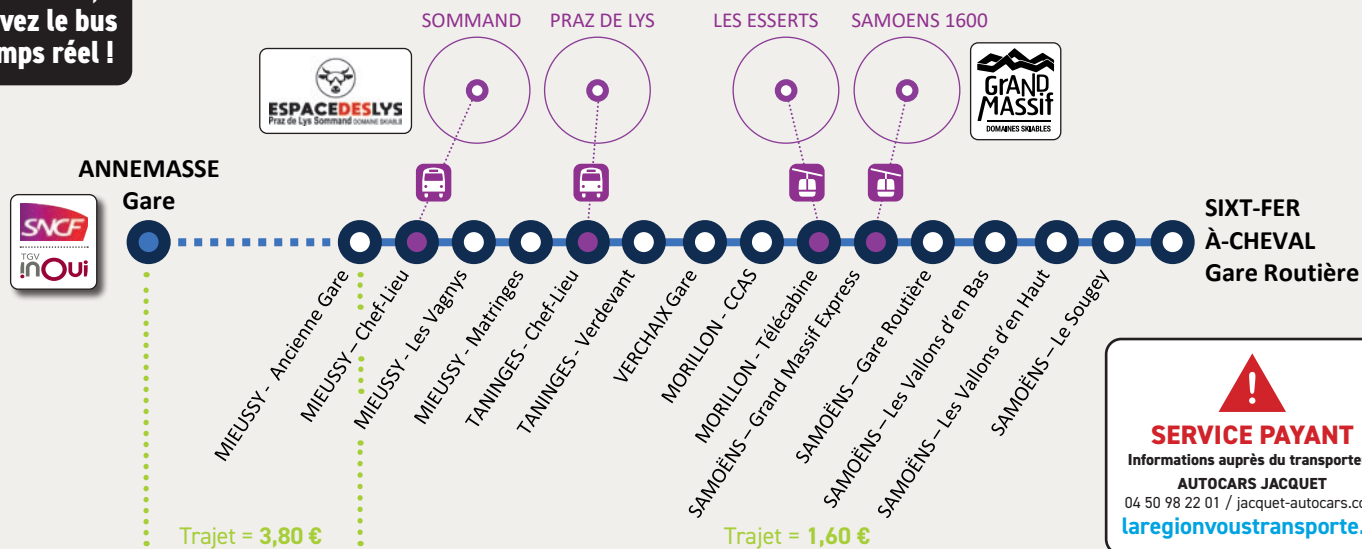 vez le bus
mps réel !
SOMMAND
PRAZ DE LYS
LES ESSERTS
SAMOENS 1600
ESPACEDESLYS
Praz de Lys Sommand DOMAINE SKIABLE
GRAND
MASSIF
DOMAINES SKIABLES
ANNEMASSE
Gare
SNCF
TGV
inOui
SIXT-FER
À-CHEVAL
Gare Routière
MIEUSSY - Ancienne Gare
MIEUSSY – Chef-Lieu
MIEUSSY - Les Vagnys
MIEUSSY - Matringes
TANINGES - Chef-Lieu
TANINGES - Verdevant
VERCHAIX Gare
MORILLON - CCAS
MORILLON - Télécabine
SAMOËNS – Grand Massif Express
SAMOËNS – Gare Routière
SAMOËNS – Les Vallons d'en Bas
SAMOËNS – Les Vallons d'en Haut
SAMOËNS – Le Sougey
Trajet = 3,80 €
Trajet = 1,60 €
!
SERVICE PAYANT
Informations auprès du transporte
AUTOCARS JACQUET
04 50 98 22 01 / jacquet-autocars.co
laregionvoustransporte.